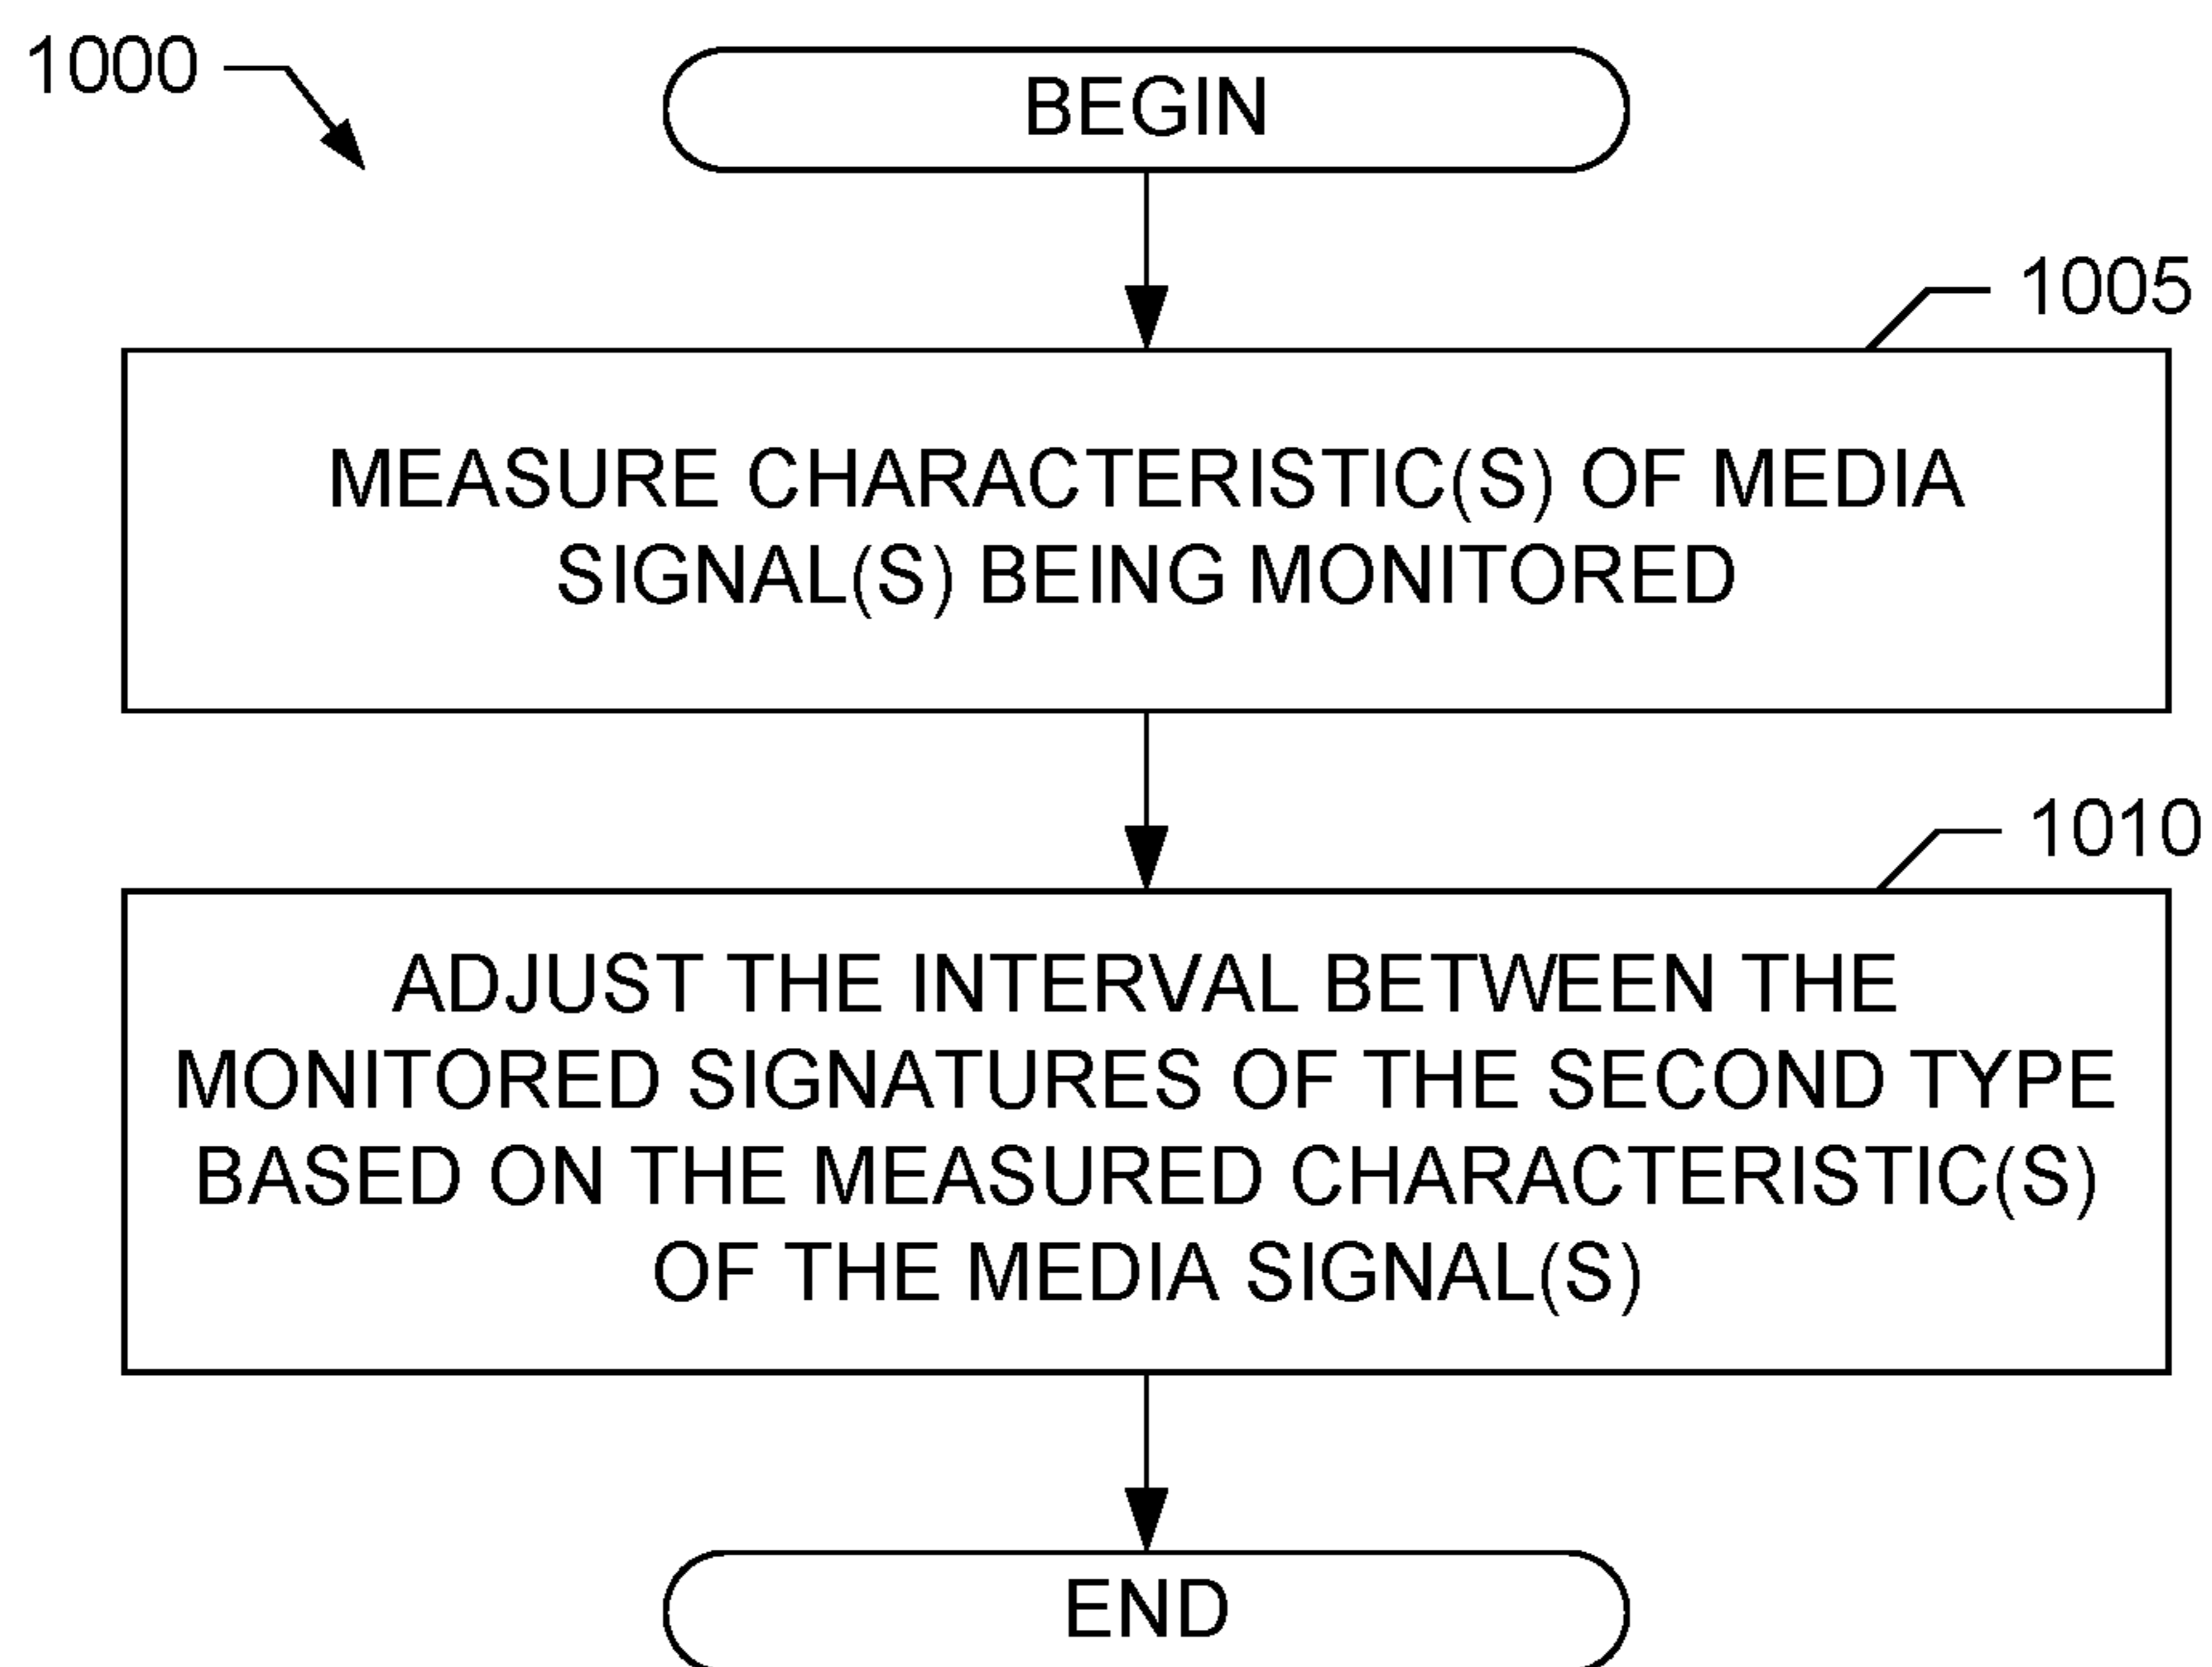 1000
BEGIN
1005
MEASURE CHARACTERISTIC(S) OF MEDIA
SIGNAL(S) BEING MONITORED
1010
ADJUST THE INTERVAL BETWEEN THE
MONITORED SIGNATURES OF THE SECOND TYPE
BASED ON THE MEASURED CHARACTERISTIC(S)
OF THE MEDIA SIGNAL(S)
END